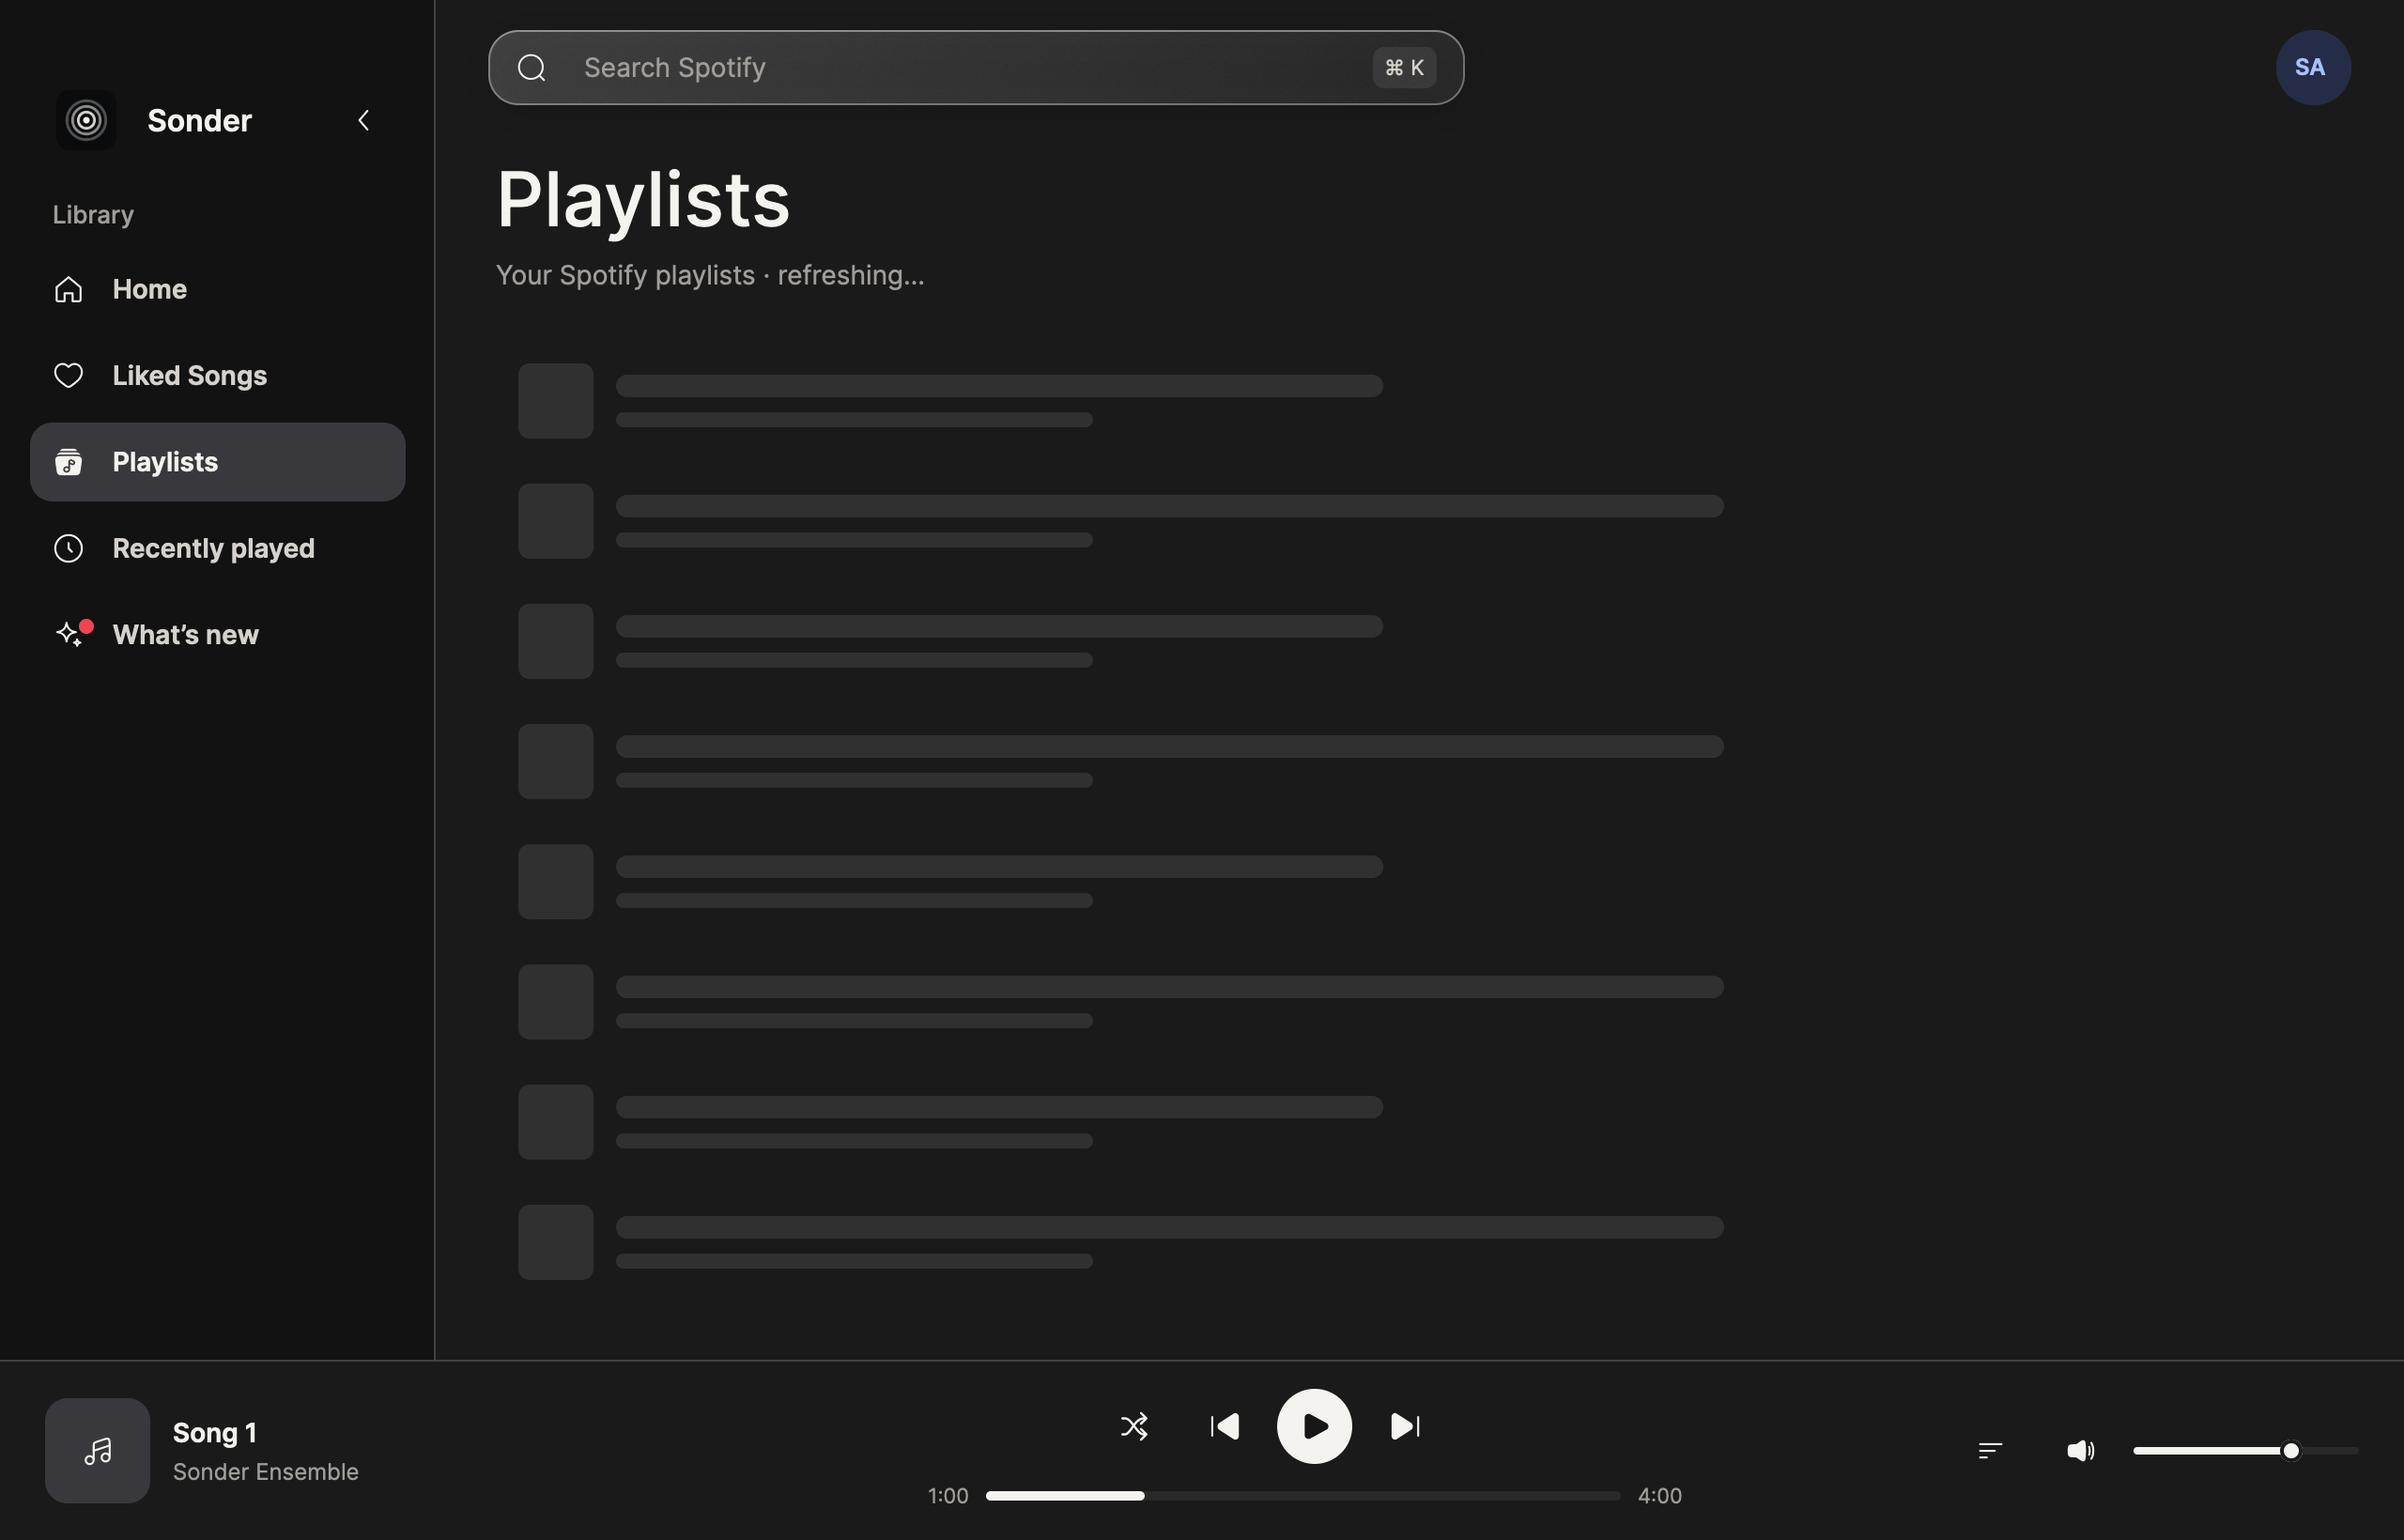 Sonder
Library
Home
Liked Songs
Playlists
Recently played
What’s new
Search Spotify
⌘ K
SA
Playlists
Your Spotify playlists · refreshing...
Song 1
Sonder Ensemble
1:00
4:00